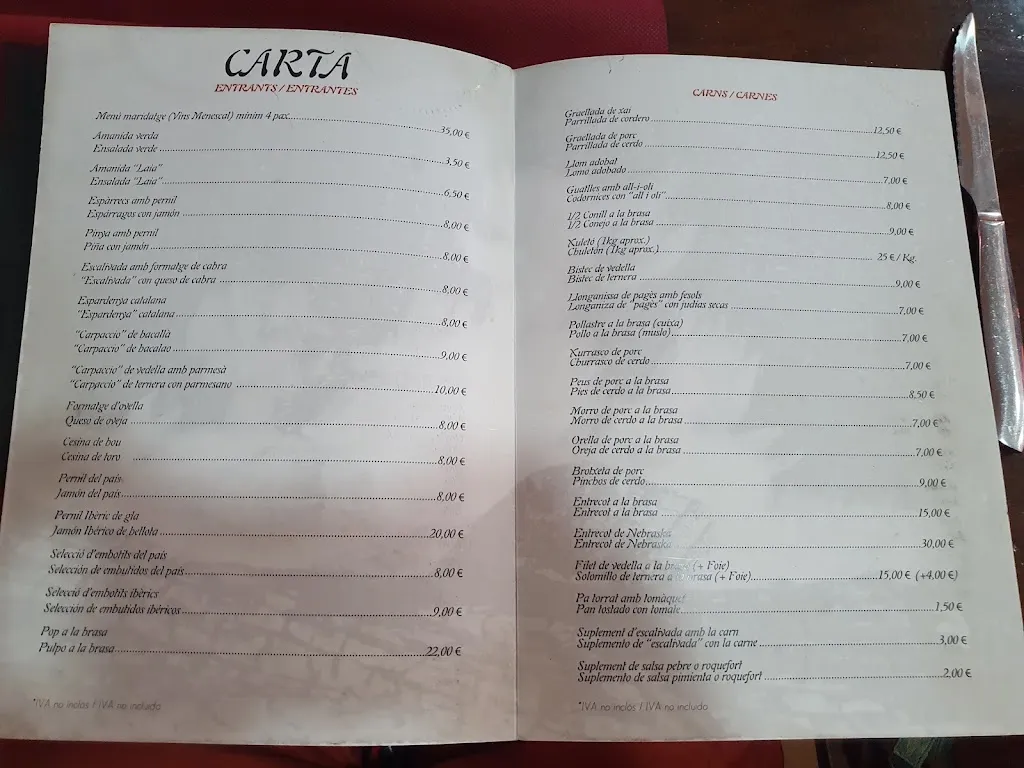 CARTA
ENTRANTS / ENTRANTES
Menú maridatge (Vins Menescal) mínim 4 pax............35,00 €
Amanida verda
Ensalada verde............3,50 €
Amanida "Laia"
Ensalada "Laia"............6,50 €
Espàrrecs amb pernil
Espárragos con jamón............8,00 €
Pinya amb pernil
Piña con jamón............8,00 €
Escalivada amb formatge de cabra
"Escalivada" con queso de cabra............8,00 €
Espardenya catalana
"Espardenya" catalana............8,00 €
"Carpaccio" de bacallà
"Carpaccio" de bacalao............9,00 €
"Carpaccio" de vedella amb parmesà
"Carpaccio" de ternera con parmesano............10,00 €
Formatge d'ovella
Queso de oveja............8,00 €
Cesina de bou
Cesina de toro............8,00 €
Pernil del país
Jamón del país............8,00 €
Pernil Ibèric de gla
Jamón Ibérico de bellota............20,00 €
Selecció d'embotits del país
Selección de embutidos del país............8,00 €
Selecció d'embotits ibèrics
Selección de embutidos ibéricos............9,00 €
Pop a la brasa
Pulpo a la brasa............22,00 €
*IVA no inclòs / IVA no incluido
CARNS / CARNES
Graellada de xai
Parrillada de cordero............12,50 €
Graellada de porc
Parrillada de cerdo............12,50 €
Llom adobat
Lomo adobado............7,00 €
Guatlles amb all-i-oli
Codornices con "all i oli"............8,00 €
1/2 Conill a la brasa
1/2 Conejo a la brasa............9,00 €
Xuletó (1kg aprox.)
Chuletón (1kg aprox.)............25 € / Kg.
Bistec de vedella
Bistec de ternera............9,00 €
Llonganissa de pagès amb fesols
Longaniza de "pagès" con judías secas............7,00 €
Pollastre a la brasa (cuixa)
Pollo a la brasa (muslo)............7,00 €
Xurrasco de porc
Churrasco de cerdo............7,00 €
Peus de porc a la brasa
Pies de cerdo a la brasa............8,50 €
Morro de porc a la brasa
Morro de cerdo a la brasa............7,00 €
Orella de porc a la brasa
Oreja de cerdo a la brasa............7,00 €
Brotxeta de porc
Pinchos de cerdo............9,00 €
Entrecot a la brasa
Entrecot a la brasa............15,00 €
Entrecot de Nebraska
Entrecot de Nebraska............30,00 €
Filet de vedella a la brasa (+ Foie)
Solomillo de ternera a la brasa (+ Foie)............15,00 € (+4,00 €)
Pa torrat amb tomàquet
Pan tostado con tomate............1,50 €
Suplement d'escalivada amb la carn
Suplemento de "escalivada" con la carne............3,00 €
Suplement de salsa pebre o roquefort
Suplemento de salsa pimienta o roquefort............2,00 €
*IVA no inclòs / IVA no incluido